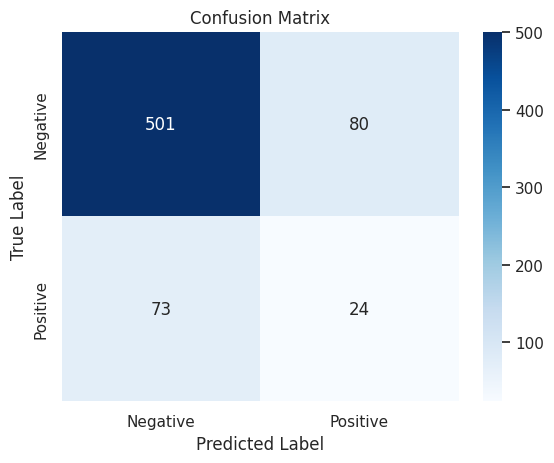 Confusion Matrix
True Label
Negative
Positive
501
80
73
24
Negative
Positive
Predicted Label
500
400
300
200
100